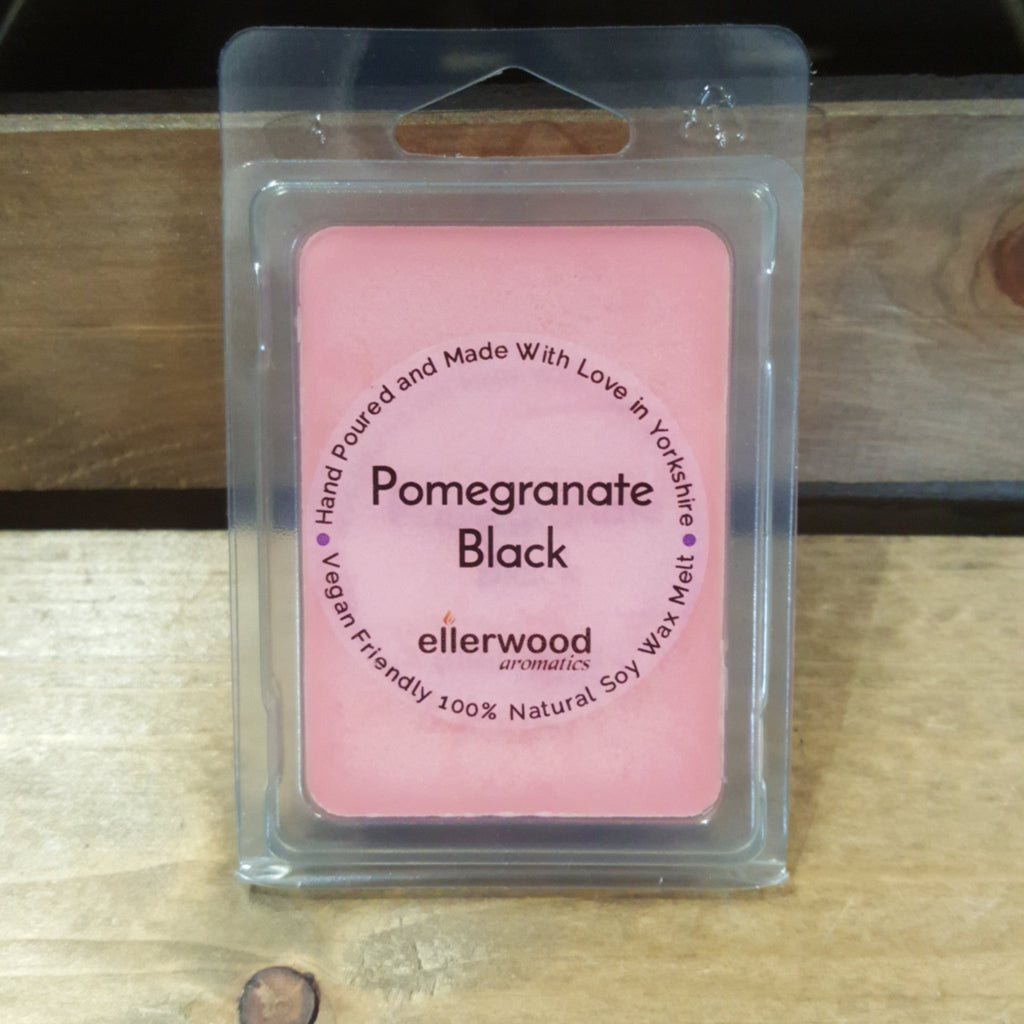 Hand Poured and Made With Love in Yorkshire
Pomegranate
Black
ellerwood
aromatics
Vegan Friendly 100% Natural Soy Wax Melt